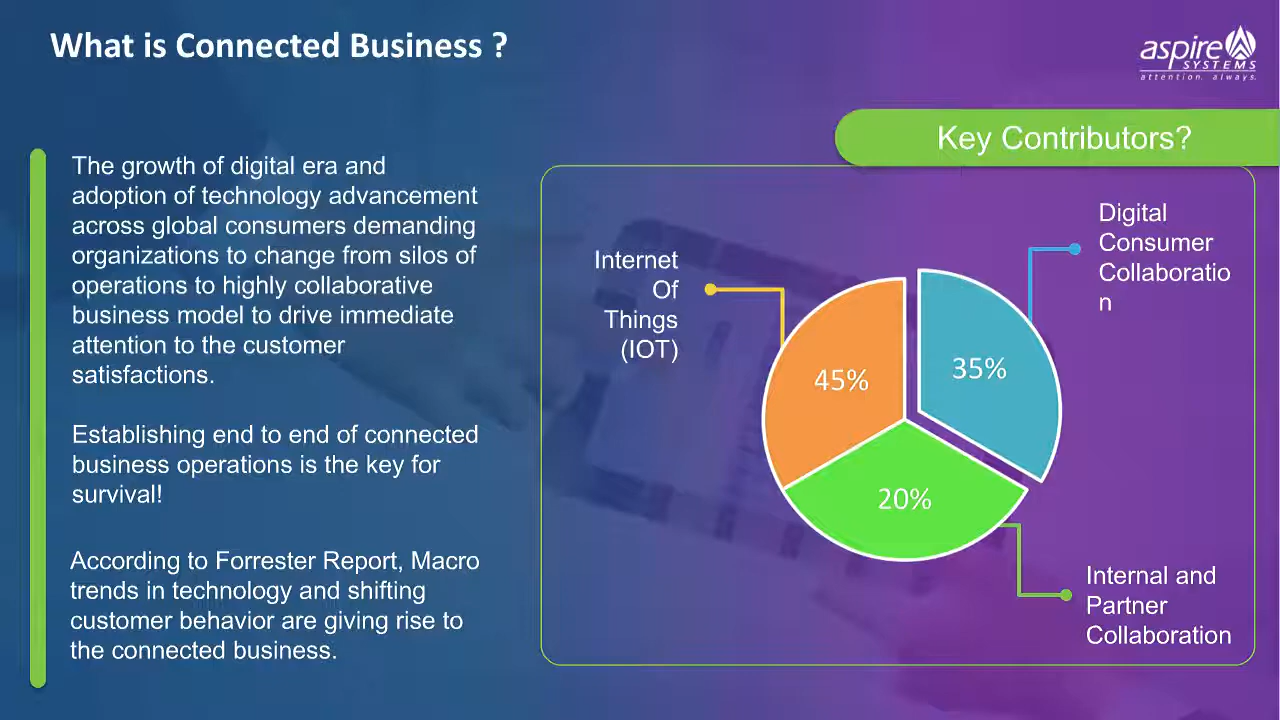 What is Connected Business ?
aspire
SYSTEMS
attention. always.
Key Contributors?
The growth of digital era and
adoption of technology advancement
across global consumers demanding
organizations to change from silos of
operations to highly collaborative
business model to drive immediate
attention to the customer
satisfactions.
Establishing end to end of connected
business operations is the key for
survival!
According to Forrester Report, Macro
trends in technology and shifting
customer behavior are giving rise to
the connected business.
Internet
Of
Things
(IOT)
Digital
Consumer
Collaboratio
n
45%
35%
20%
Internal and
Partner
Collaboration